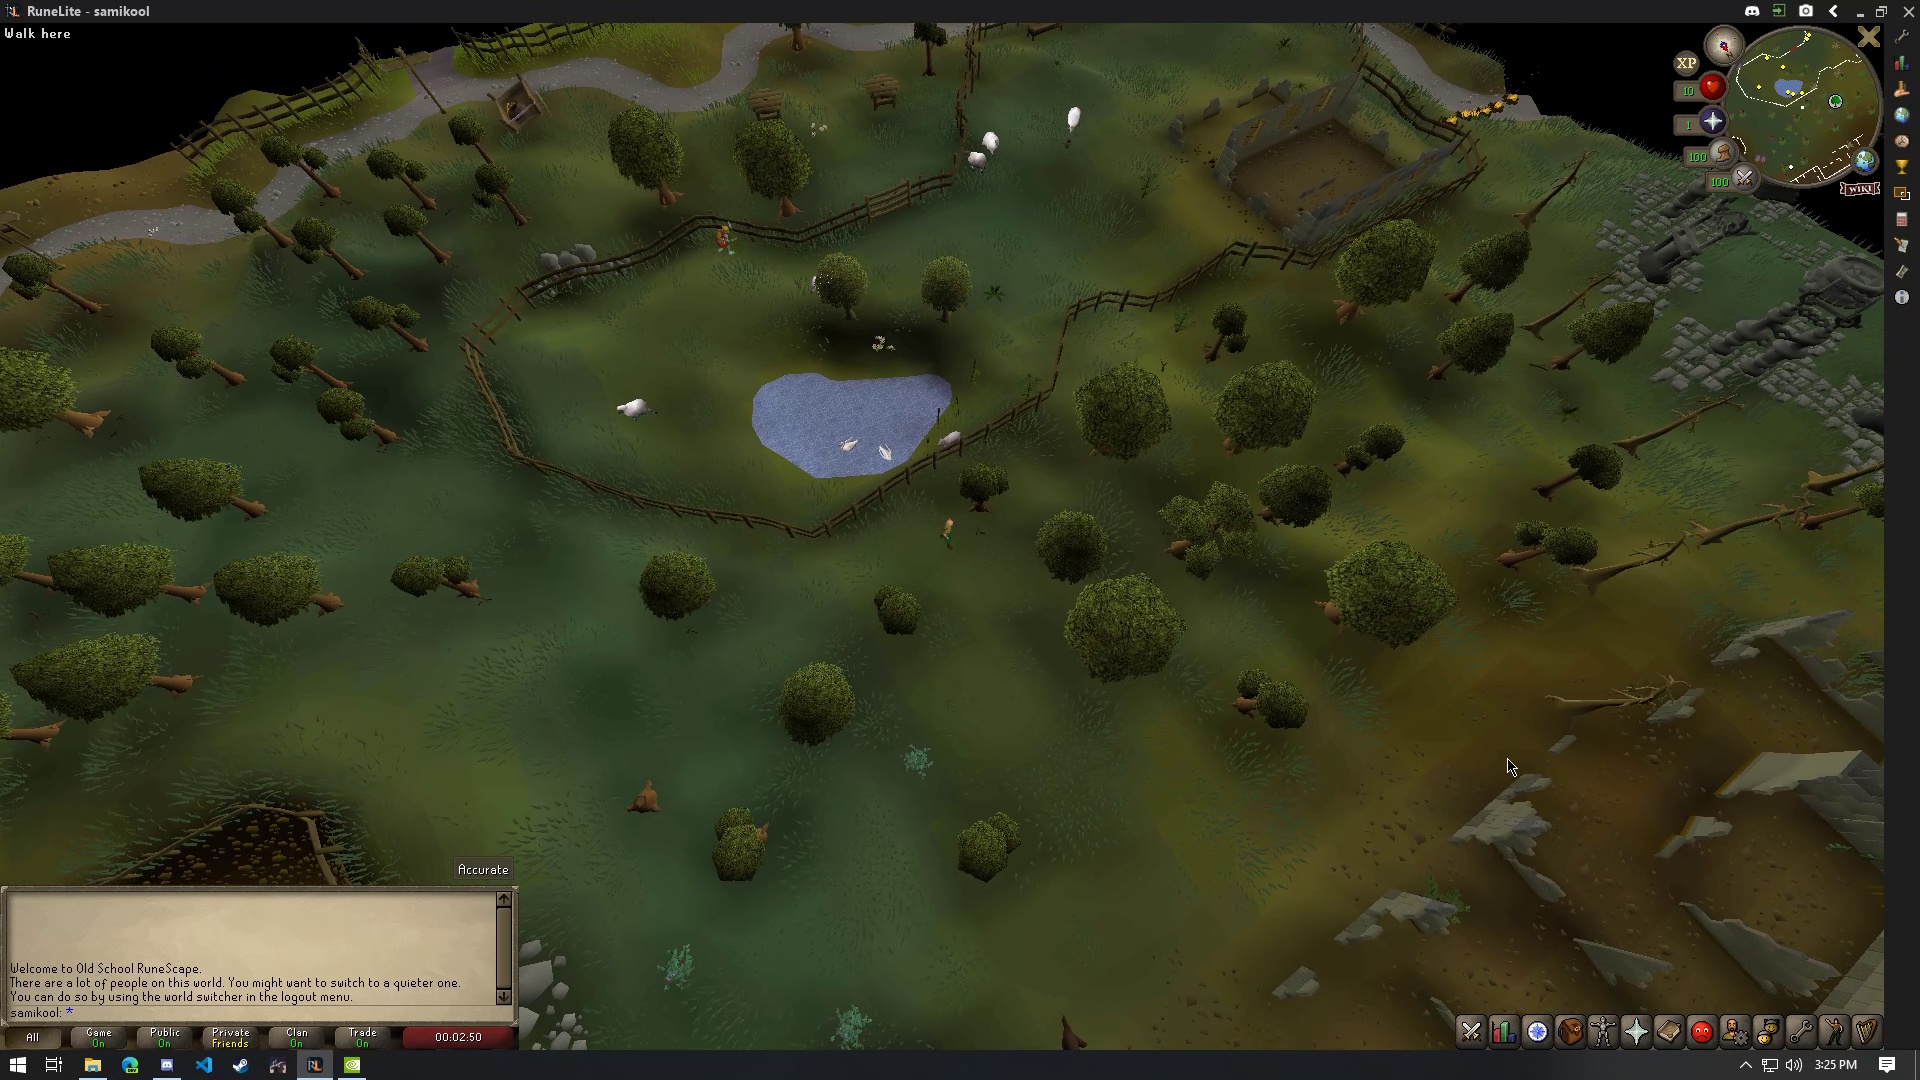 RuneLite - samikool
Walk here
XP
10
1
100
100
WIKI
Accurate
Welcome to Old School RuneScape.
There are a lot of people on this world. You might want to switch to a quieter one.
You can do so by using the world switcher in the logout menu.
samikool: *
All
Game
On
Public
On
Private
Friends
Clan
On
Trade
On
00:02:50
3:25 PM